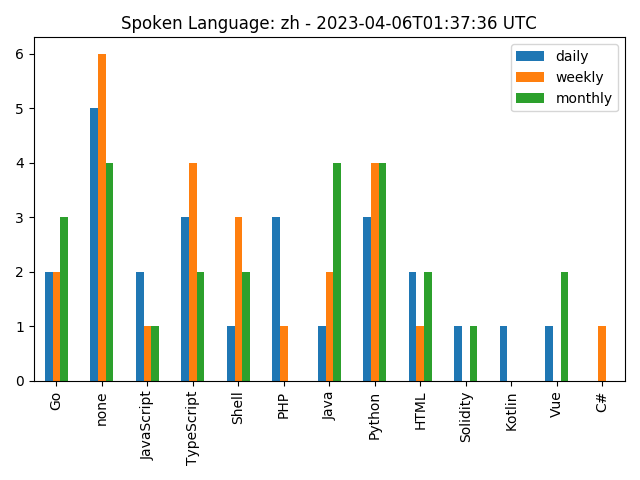 Spoken Language: zh - 2023-04-06T01:37:36 UTC
daily
weekly
monthly
6
5
4
3
2
1
0
Go
none
JavaScript
TypeScript
Shell
PHP
Java
Python
HTML
Solidity
Kotlin
Vue
C#